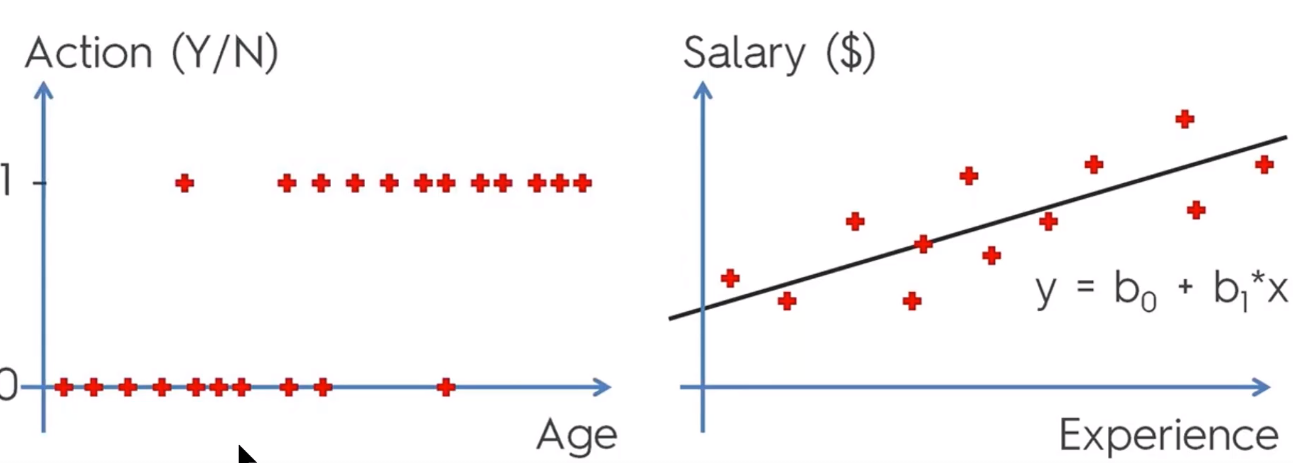 Action (Y/N)
1
0
Age
Salary ($)
y = b₀ + b₁*x
Experience